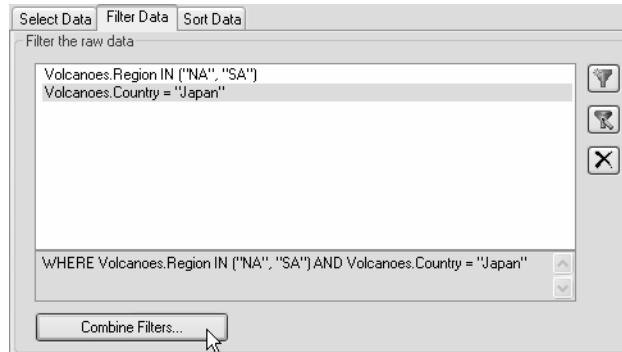 Select Data Filter Data Sort Data
Filter the raw data
Volcanoes.Region IN ("NA", "SA")
Volcanoes.Country = "Japan"
WHERE Volcanoes.Region IN ("NA", "SA") AND Volcanoes.Country = "Japan"
Combine Filters...